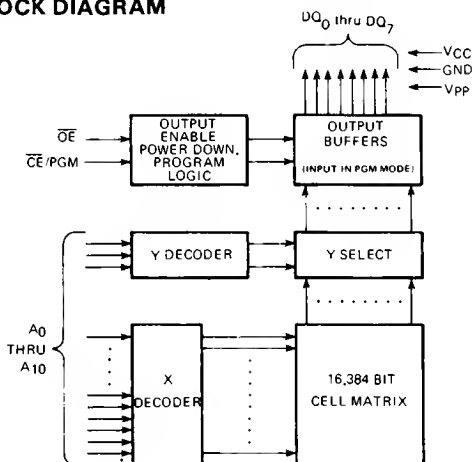 OCK DIAGRAM
DQ0 thru DQ7
VCC
GND
VPP
OE
CE/PGM
OUTPUT
ENABLE
POWER DOWN,
PROGRAM
LOGIC
OUTPUT
BUFFERS
(INPUT IN PGM MODE)
Y DECODER
Y SELECT
A0
THRU
A10
X
DECODER
16,384 BIT
CELL MATRIX